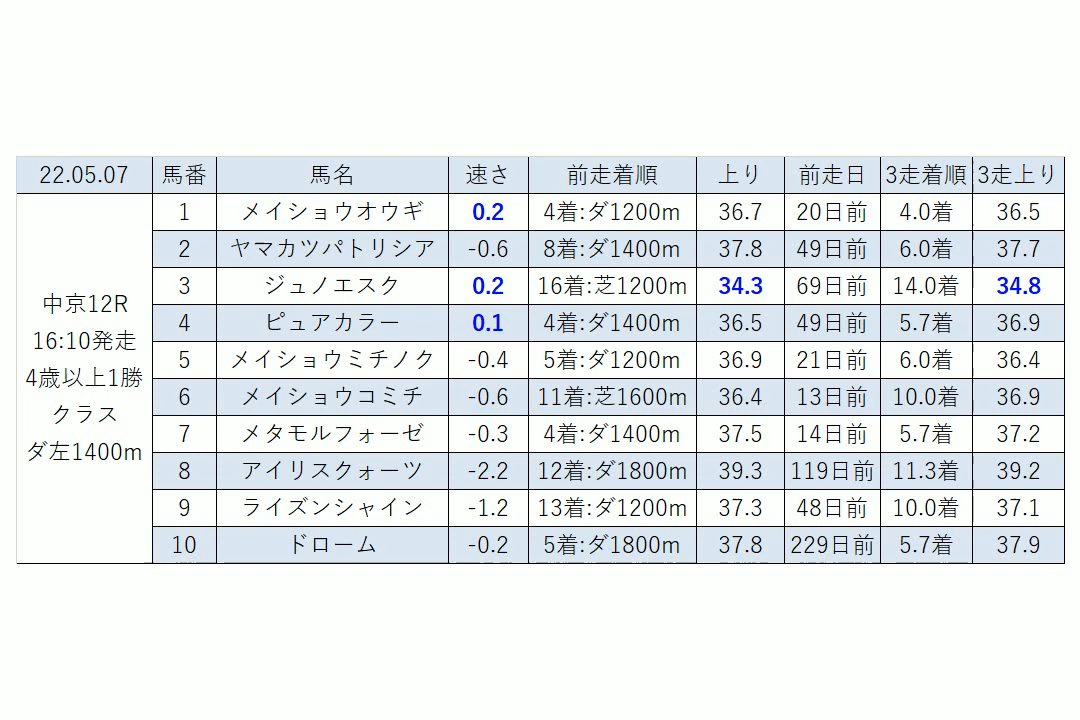 22.05.07 馬番 馬名 速さ 前走着順 上り 前走日 3走着順 3走上り
中京12R
16:10発走
4歳以上1勝
クラス
ダ左1400m
1 メイショウオウギ 0.2 4着:ダ1200m 36.7 20日前 4.0着 36.5
2 ヤマカツパトリシア -0.6 8着:ダ1400m 37.8 49日前 6.0着 37.7
3 ジュノエスク 0.2 16着:芝1200m 34.3 69日前 14.0着 34.8
4 ピュアカラー 0.1 4着:ダ1400m 36.5 49日前 5.7着 36.9
5 メイショウミチノク -0.4 5着:ダ1200m 36.9 21日前 6.0着 36.4
6 メイショウコミチ -0.6 11着:芝1600m 36.4 13日前 10.0着 36.9
7 メタモルフォーゼ -0.3 4着:ダ1400m 37.5 14日前 5.7着 37.2
8 アイリスクォーツ -2.2 12着:ダ1800m 39.3 119日前 11.3着 39.2
9 ライズンシャイン -1.2 13着:ダ1200m 37.3 48日前 10.0着 37.1
10 ドローム -0.2 5着:ダ1800m 37.8 229日前 5.7着 37.9